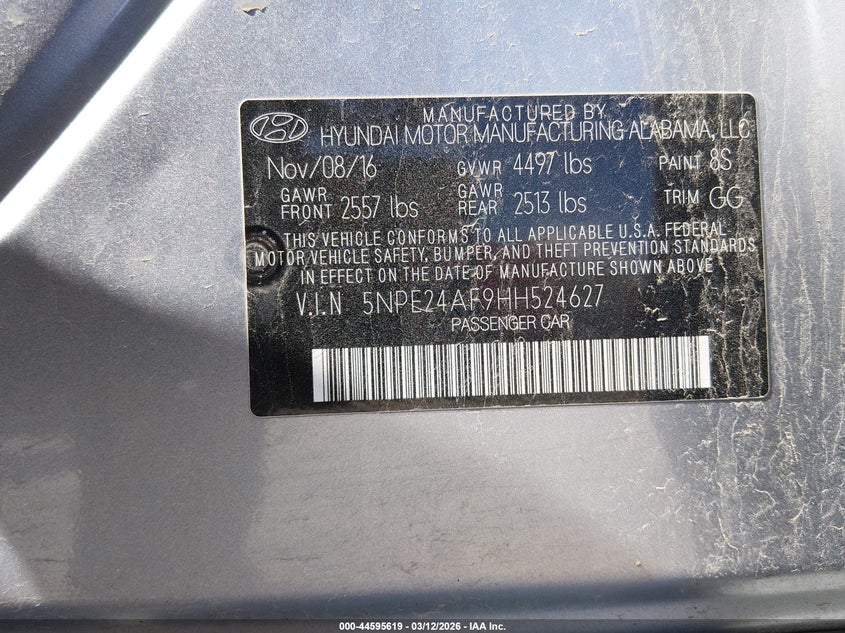 MANUFACTURED BY
HYUNDAI MOTOR MANUFACTURING ALABAMA, LLC
Nov/08/16 GVWR 4497 lbs PAINT 8S
GAWR FRONT 2557 lbs GAWR REAR 2513 lbs TRIM GG
THIS VEHICLE CONFORMS TO ALL APPLICABLE U.S.A. FEDERAL
MOTOR VEHICLE SAFETY, BUMPER, AND THEFT PREVENTION STANDARDS
IN EFFECT ON THE DATE OF MANUFACTURE SHOWN ABOVE
V.I.N 5NPE24AF9HH524627
PASSENGER CAR
000-44595619 - 03/12/2026 - IAA Inc.